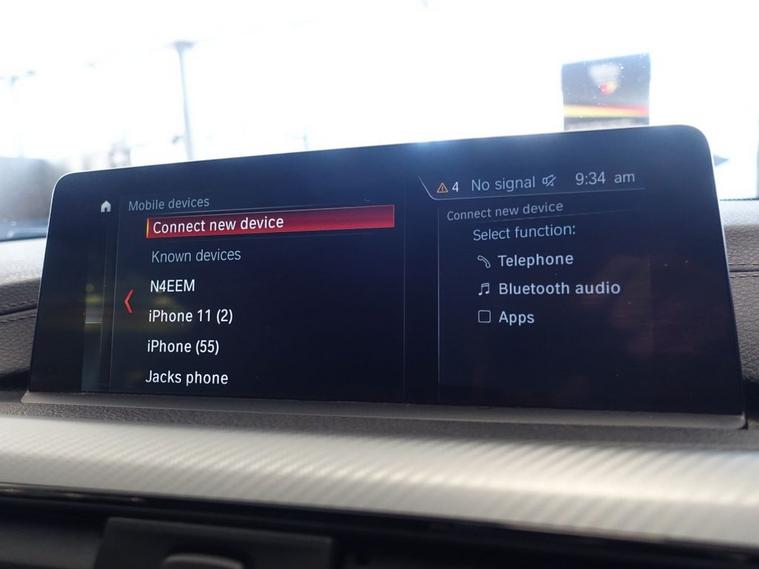 Mobile devices
Connect new device
Known devices
N4EEM
iPhone 11 (2)
iPhone (55)
Jacks phone
4 No signal 9:34 am
Connect new device
Select function:
Telephone
Bluetooth audio
Apps